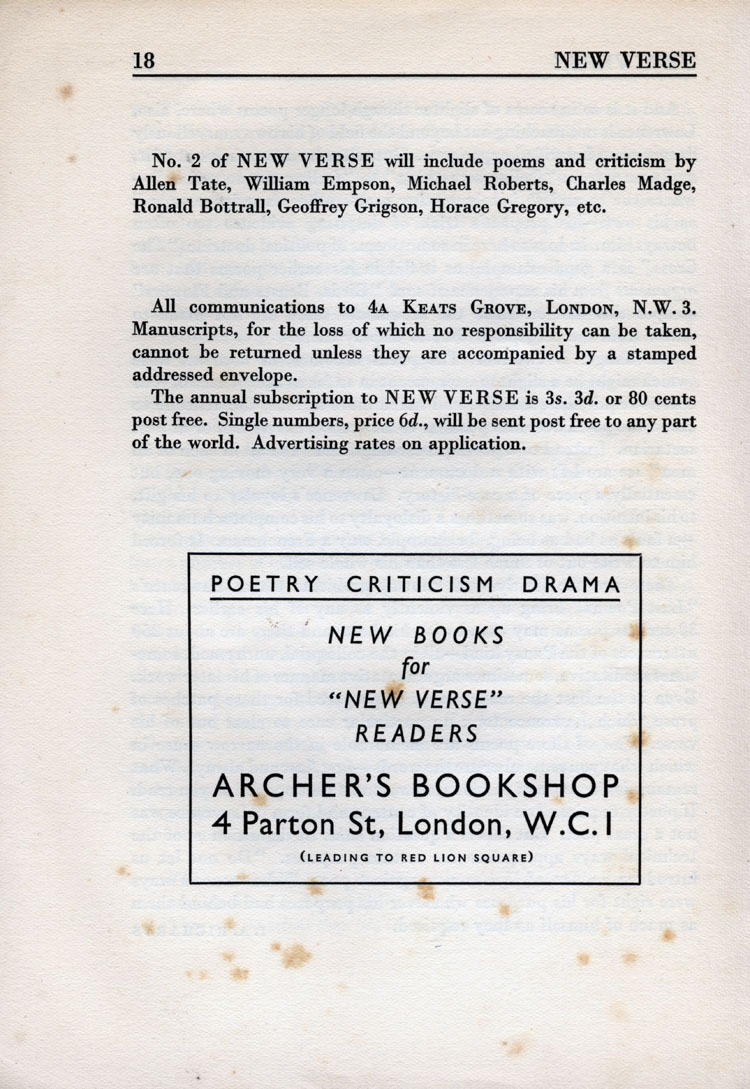 18 NEW VERSE
No. 2 of NEW VERSE will include poems and criticism by
Allen Tate, William Empson, Michael Roberts, Charles Madge,
Ronald Bottrall, Geoffrey Grigson, Horace Gregory, etc.
All communications to 4A KEATS GROVE, LONDON, N.W. 3.
Manuscripts, for the loss of which no responsibility can be taken,
cannot be returned unless they are accompanied by a stamped
addressed envelope.
The annual subscription to NEW VERSE is 3s. 3d. or 80 cents
post free. Single numbers, price 6d., will be sent post free to any part
of the world. Advertising rates on application.
POETRY CRITICISM DRAMA
NEW BOOKS
for
“NEW VERSE”
READERS
ARCHER'S BOOKSHOP
4 Parton St, London, W.C.1
(LEADING TO RED LION SQUARE)